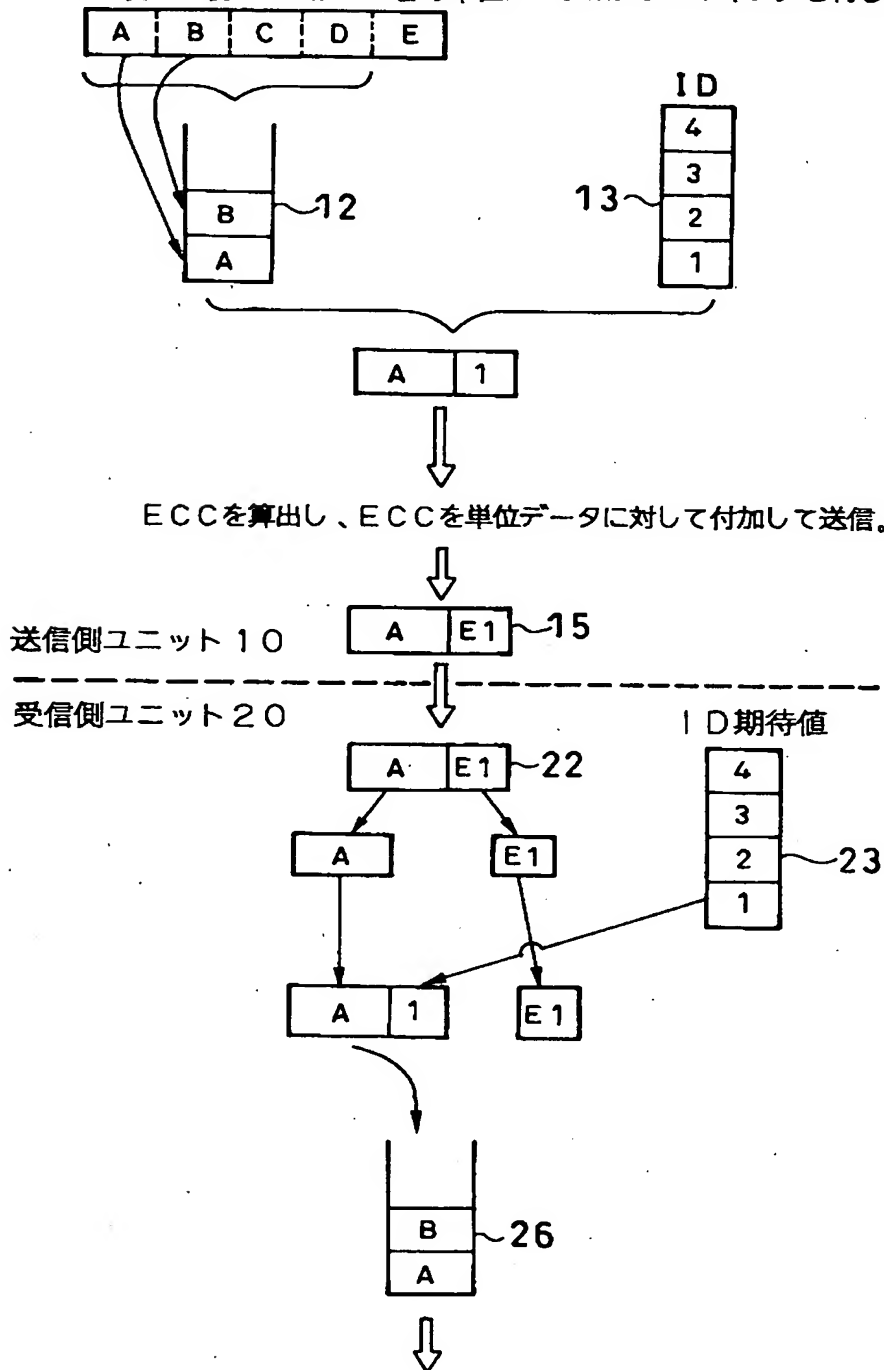 A B C D E
ID
4
3
13
2
1
B
12
A
A 1
ECCを算出し、ECCを単位データに対して付加して送信。
A E1 15
送信側ユニット10
受信側ユニット20
ID期待値
A E1 22
4
3
2
23
1
A E1
A 1 E1
B
26
A